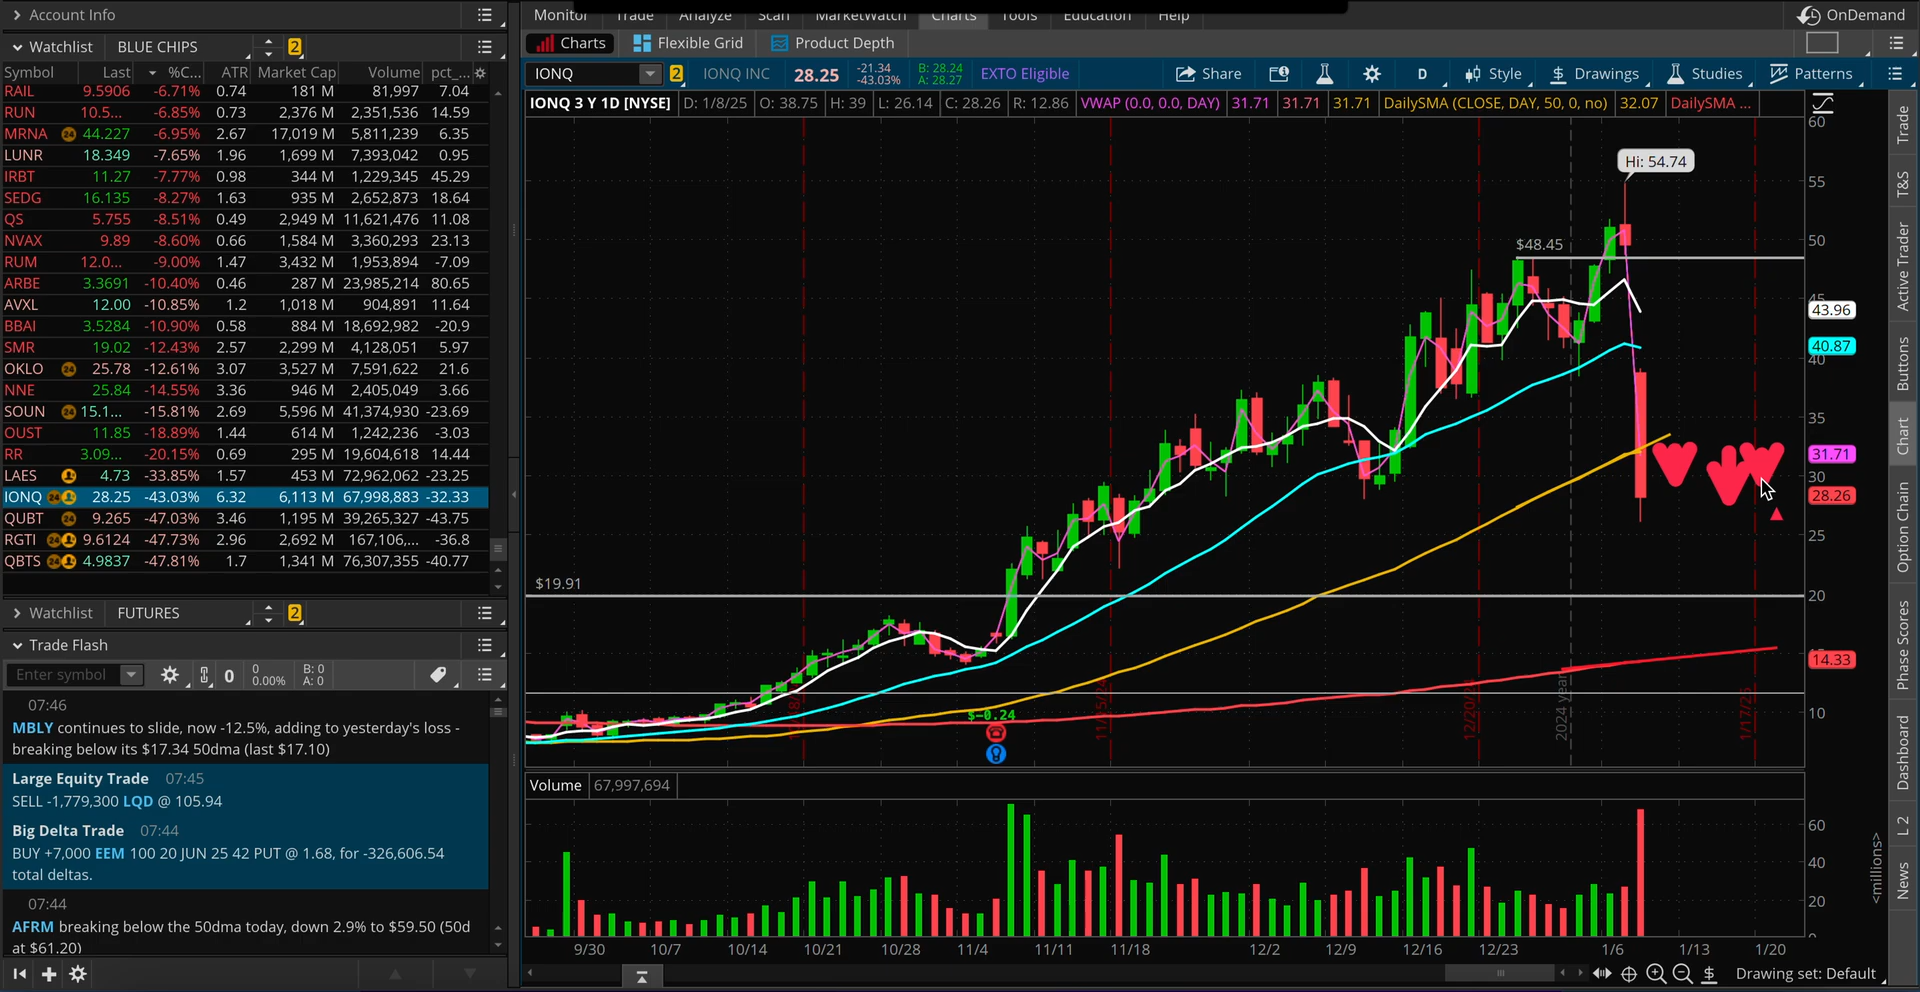 Account Info
Monitor Trade Analyze Scan MarketWatch Charts Tools Education Help OnDemand
Watchlist BLUE CHIPS 2
Charts Flexible Grid Product Depth
Symbol Last %C... ATR Market Cap Volume pct_...
RAIL 9.5906 -6.71% 0.74 181 M 81,997 7.04
RUN 10.5... -6.85% 0.73 2,376 M 2,351,536 14.59
MRNA 24 44.227 -6.95% 2.67 17,019 M 5,811,239 6.35
LUNR 18.349 -7.65% 1.96 1,699 M 7,393,042 0.95
IRBT 11.27 -7.77% 0.98 344 M 1,229,345 45.29
SEDG 16.135 -8.27% 1.63 935 M 2,652,873 18.64
QS 5.755 -8.51% 0.49 2,949 M 11,621,476 11.08
NVAX 9.89 -8.60% 0.66 1,584 M 3,360,293 23.13
RUM 12.0... -9.00% 1.47 3,432 M 1,953,894 -7.09
ARBE 3.3691 -10.40% 0.46 287 M 23,985,214 80.65
AVXL 12.00 -10.85% 1.2 1,018 M 904,891 11.64
BBAI 3.5284 -10.90% 0.58 884 M 18,692,982 -20.9
SMR 19.02 -12.43% 2.57 2,299 M 4,128,051 5.97
OKLO 24 25.78 -12.61% 3.07 3,527 M 7,591,622 21.6
NNE 25.84 -14.55% 3.36 946 M 2,405,049 3.66
SOUN 24 15.1... -15.81% 2.69 5,596 M 41,374,930 -23.69
OUST 11.85 -18.89% 1.44 614 M 1,242,236 -3.03
RR 3.09... -20.15% 0.69 295 M 19,604,618 14.44
LAES 4.73 -33.85% 1.57 453 M 72,962,062 -23.25
IONQ 24 28.25 -43.03% 6.32 6,113 M 67,998,883 -32.33
QUBT 24 9.265 -47.03% 3.46 1,195 M 39,265,327 -43.75
RGTI 24 9.6124 -47.73% 2.96 2,692 M 167,106,... -36.8
QBTS 24 4.9837 -47.81% 1.7 1,341 M 76,307,355 -40.77
Watchlist FUTURES 2
Trade Flash
Enter symbol 0 0 0.00% B: 0 A: 0
07:46
MBLY continues to slide, now -12.5%, adding to yesterday's loss -
breaking below its $17.34 50dma (last $17.10)
Large Equity Trade 07:45
SELL -1,779,300 LQD @ 105.94
Big Delta Trade 07:44
BUY +7,000 EEM 100 20 JUN 25 42 PUT @ 1.68, for -326,606.54
total deltas.
07:44
AFRM breaking below the 50dma today, down 2.9% to $59.50 (50d
at $61.20)
IONQ 2 IONQ INC 28.25 -21.34 -43.03% B: 28.24 A: 28.27 EXTO Eligible Share D Style $ Drawings Studies Patterns
IONQ 3 Y 1D [NYSE] D: 1/8/25 O: 38.75 H: 39 L: 26.14 C: 28.26 R: 12.86 VWAP (0.0, 0.0, DAY) 31.71 31.71 31.71 DailySMA (CLOSE, DAY, 50, 0, no) 32.07 DailySMA ...
60
Hi: 54.74
55
50
$48.45
45
43.96
40.87
40
35
31.71
30
28.26
25
20
$19.91
15
14.33
10
$-0.24
11/15/24
12/20/24
2024 year
1/17/25
Volume 67,997,694
60
40
20
0
<millions>
9/30 10/7 10/14 10/21 10/28 11/4 11/11 11/18 12/2 12/9 12/16 12/23 1/6 1/13 1/20
Drawing set: Default
Trade
T&S
Active Trader
Buttons
Chart
Option Chain
Phase Scores
Dashboard
L 2
News